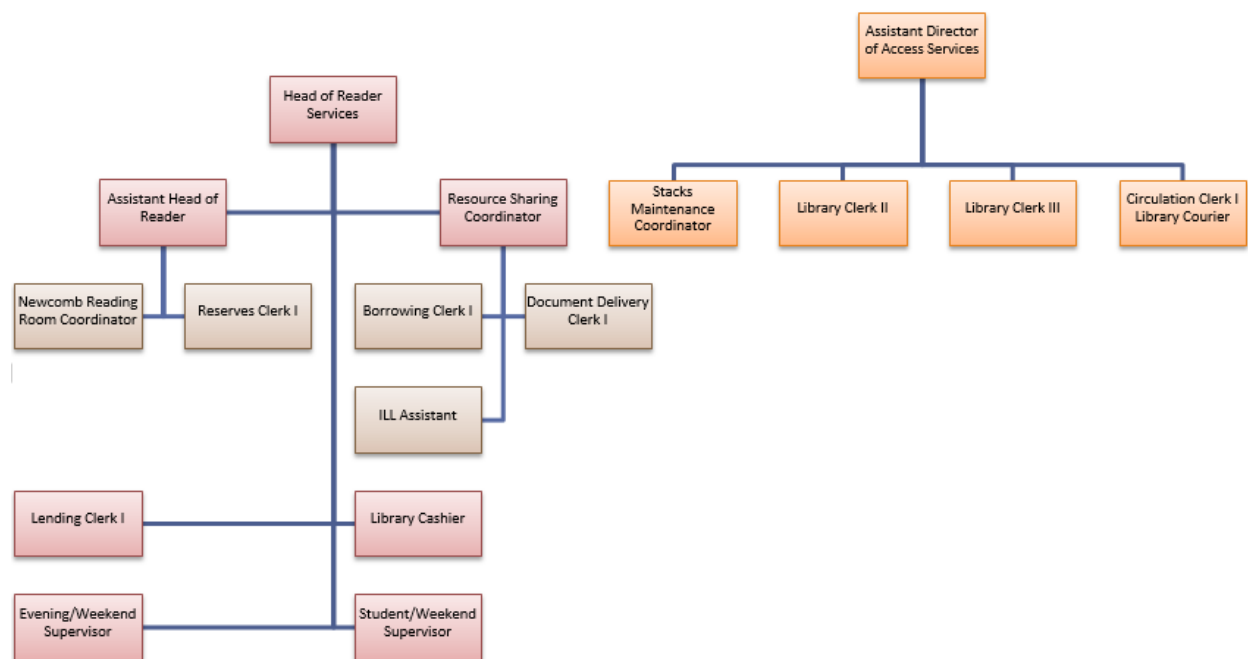 Assistant Director
of Access Services
Head of Reader
Services
Assistant Head of
Reader
Resource Sharing
Coordinator
Stacks
Maintenance
Coordinator
Library Clerk II
Library Clerk III
Circulation Clerk I
Library Courier
Newcomb Reading
Room Coordinator
Reserves Clerk I
Borrowing Clerk I
Document Delivery
Clerk I
ILL Assistant
Lending Clerk I
Library Cashier
Evening/Weekend
Supervisor
Student/Weekend
Supervisor